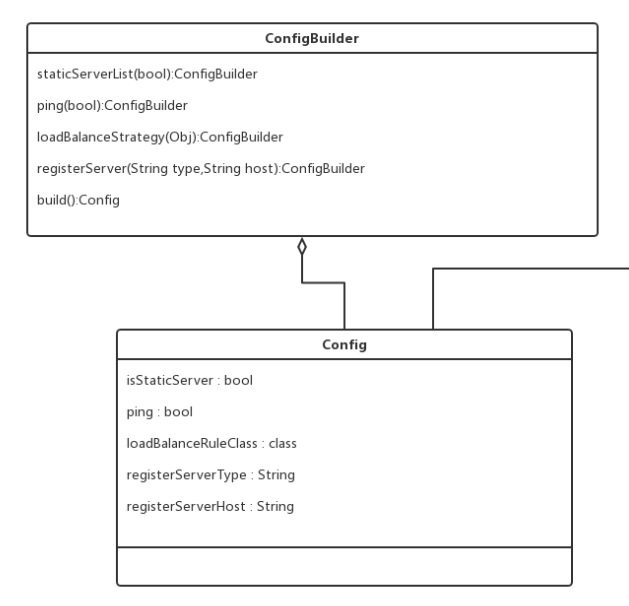 ConfigBuilder
staticServerList(bool):ConfigBuilder
ping(bool):ConfigBuilder
loadBalanceStrategy(Obj):ConfigBuilder
registerServer(String type,String host):ConfigBuilder
build():Config
Config
isStaticServer : bool
ping : bool
loadBalanceRuleClass : class
registerServerType : String
registerServerHost : String